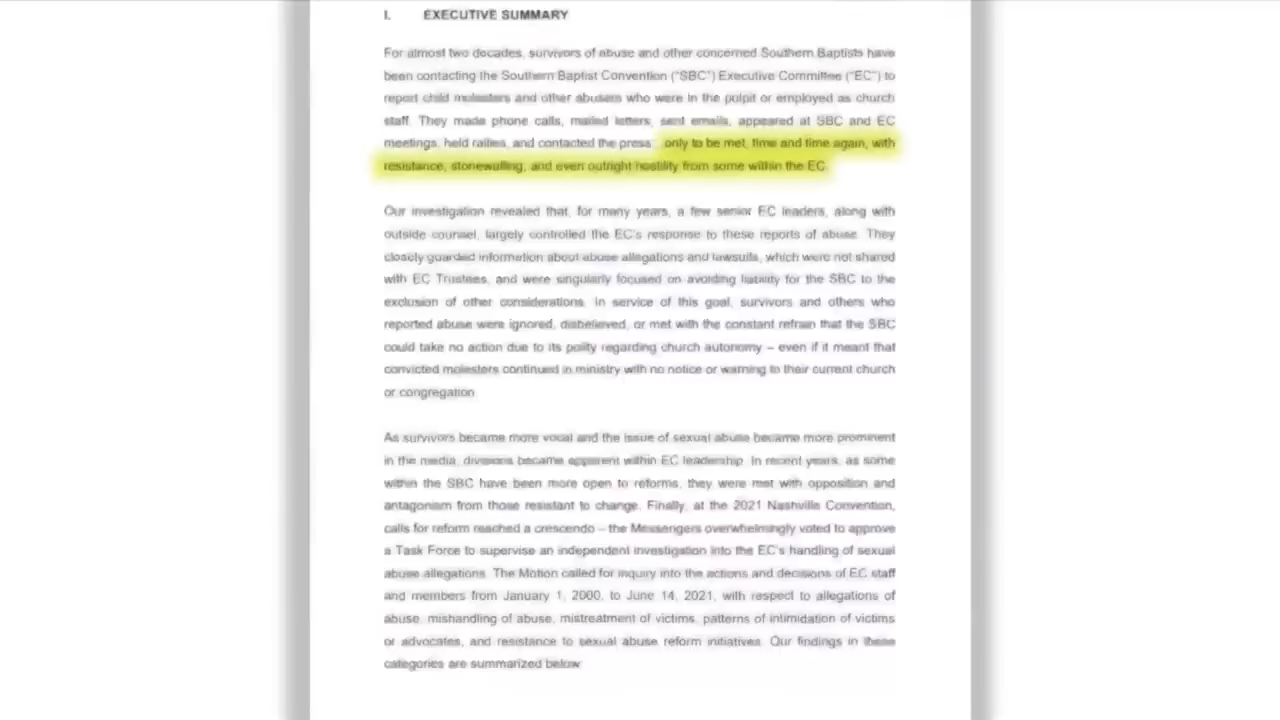 I. EXECUTIVE SUMMARY
For almost two decades, survivors of abuse and other concerned Southern Baptists have
been contacting the Southern Baptist Convention ("SBC") Executive Committee ("EC") to
report child molesters and other abusers who were in the pulpit or employed as church
staff. They made phone calls, mailed letters, sent emails, appeared at SBC and EC
meetings, held rallies, and contacted the press...only to be met, time and time again, with
resistance, stonewalling, and even outright hostility from some within the EC.
Our investigation revealed that, for many years, a few senior EC leaders, along with
outside counsel, largely controlled the EC's response to these reports of abuse. They
closely guarded information about abuse allegations and lawsuits, which were not shared
with EC Trustees, and were singularly focused on avoiding liability for the SBC to the
exclusion of other considerations. In service of this goal, survivors and others who
reported abuse were ignored, disbelieved, or met with the constant refrain that the SBC
could take no action due to its polity regarding church autonomy – even if it meant that
convicted molesters continued in ministry with no notice or warning to their current church
or congregation.
As survivors became more vocal and the issue of sexual abuse became more prominent
in the media, divisions became apparent within EC leadership. In recent years, as some
within the SBC have been more open to reforms, they were met with opposition and
antagonism from those resistant to change. Finally, at the 2021 Nashville Convention,
calls for reform reached a crescendo – the Messengers overwhelmingly voted to approve
a Task Force to supervise an independent investigation into the EC's handling of sexual
abuse allegations. The Motion called for inquiry into the actions and decisions of EC staff
and members from January 1, 2000, to June 14, 2021, with respect to allegations of
abuse, mishandling of abuse, mistreatment of victims, patterns of intimidation of victims
or advocates, and resistance to sexual abuse reform initiatives. Our findings in these
categories are summarized below.